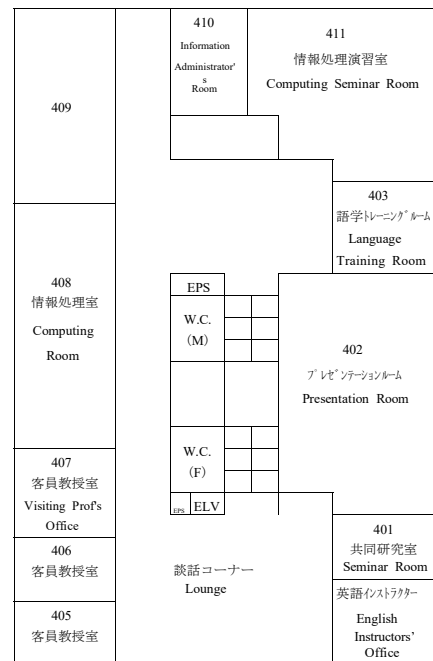 410
Information
Administrator'
s
Room
411
情報処理演習室
Computing Seminar Room
409
403
語学ﾄﾚｰﾆﾝｸﾞﾙｰﾑ
Language
Training Room
408
情報処理室
Computing
Room
EPS
W.C.
(M)
402
ﾌﾟﾚｾﾞﾝﾃｰｼｮﾝﾙｰﾑ
Presentation Room
W.C.
(F)
407
客員教授室
Visiting Prof's
Office
EPS ELV
401
共同研究室
Seminar Room
406
客員教授室
談話コーナー
Lounge
英語ｲﾝｽﾄﾗｸﾀｰ
English
Instructors'
Office
405
客員教授室